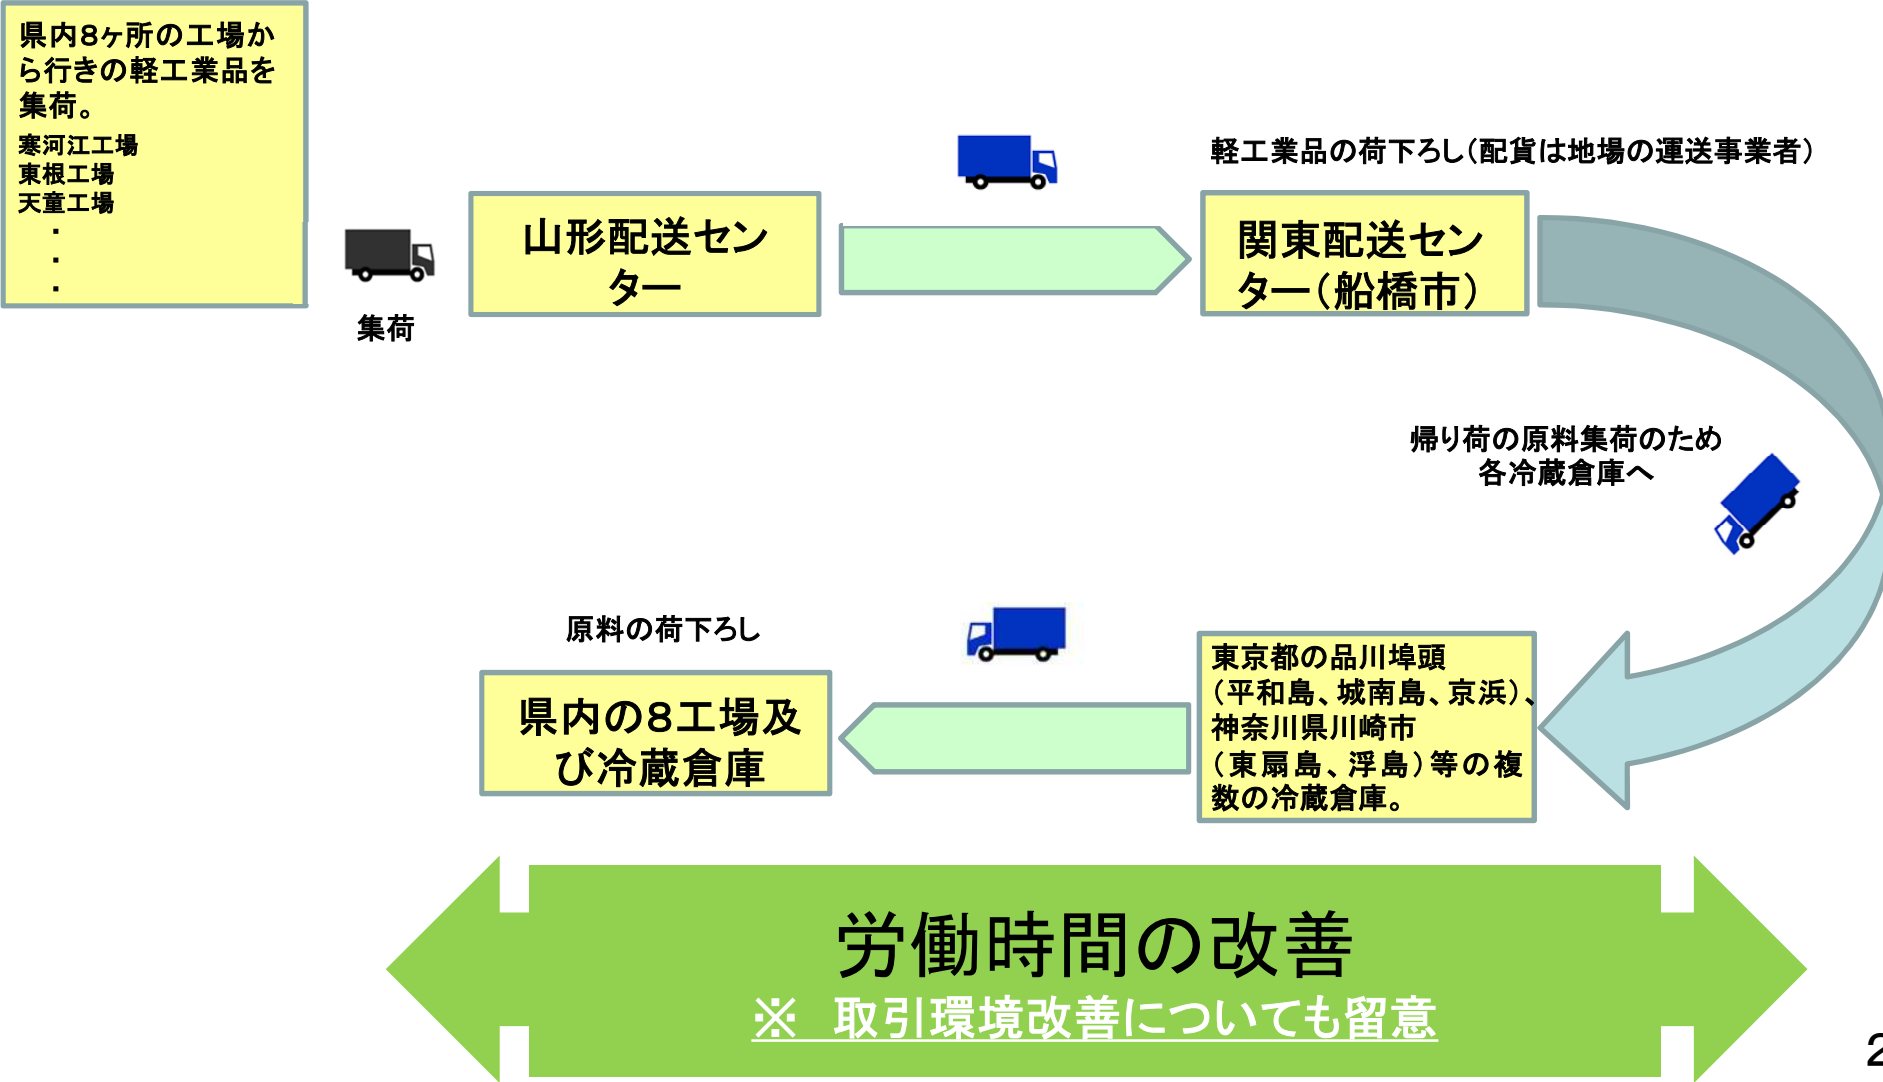 県内8ヶ所の工場か
ら行きの軽工業品を
集荷。
寒河江工場
東根工場
天童工場
・
・
・
集荷
山形配送セン
ター
軽工業品の荷下ろし（配貨は地場の運送事業者）
関東配送セン
ター（船橋市）
帰り荷の原料集荷のため
各冷蔵倉庫へ
原料の荷下ろし
県内の8工場及
び冷蔵倉庫
東京都の品川埠頭
（平和島、城南島、京浜）、
神奈川県川崎市
（東扇島、浮島）等の複
数の冷蔵倉庫。
労働時間の改善
※　取引環境改善についても留意
2